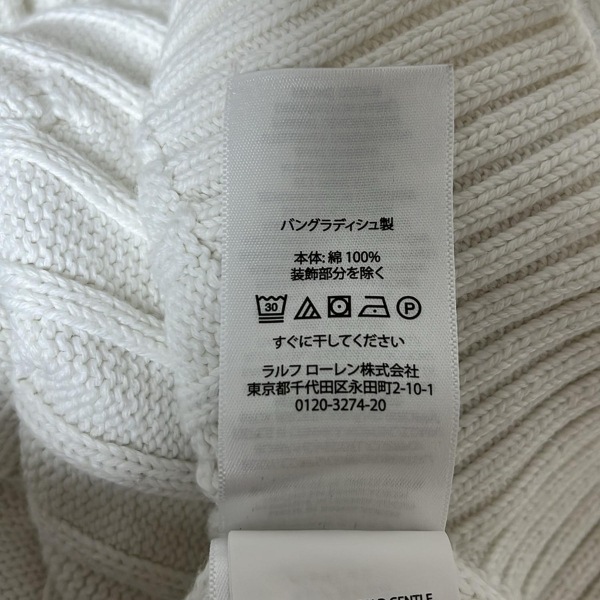 バングラディシュ製
本体: 綿 100%
装飾部分を除く
30 P
すぐに干してください
ラルフ ローレン株式会社
東京都千代田区永田町2-10-1
0120-3274-20
GENTLE